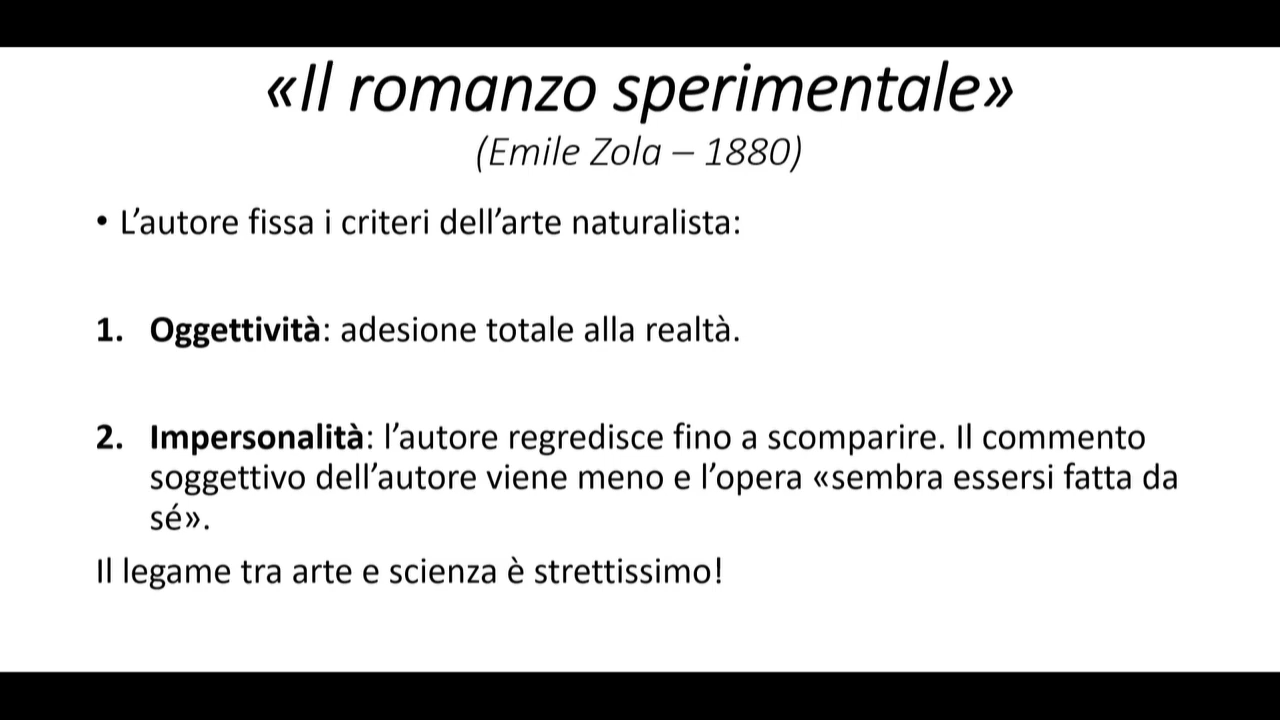 «Il romanzo sperimentale»
(Emile Zola – 1880)
• L’autore fissa i criteri dell’arte naturalista:
1. Oggettività: adesione totale alla realtà.
2. Impersonalità: l’autore regredisce fino a scomparire. Il commento
soggettivo dell’autore viene meno e l’opera «sembra essersi fatta da
sé».
Il legame tra arte e scienza è strettissimo!